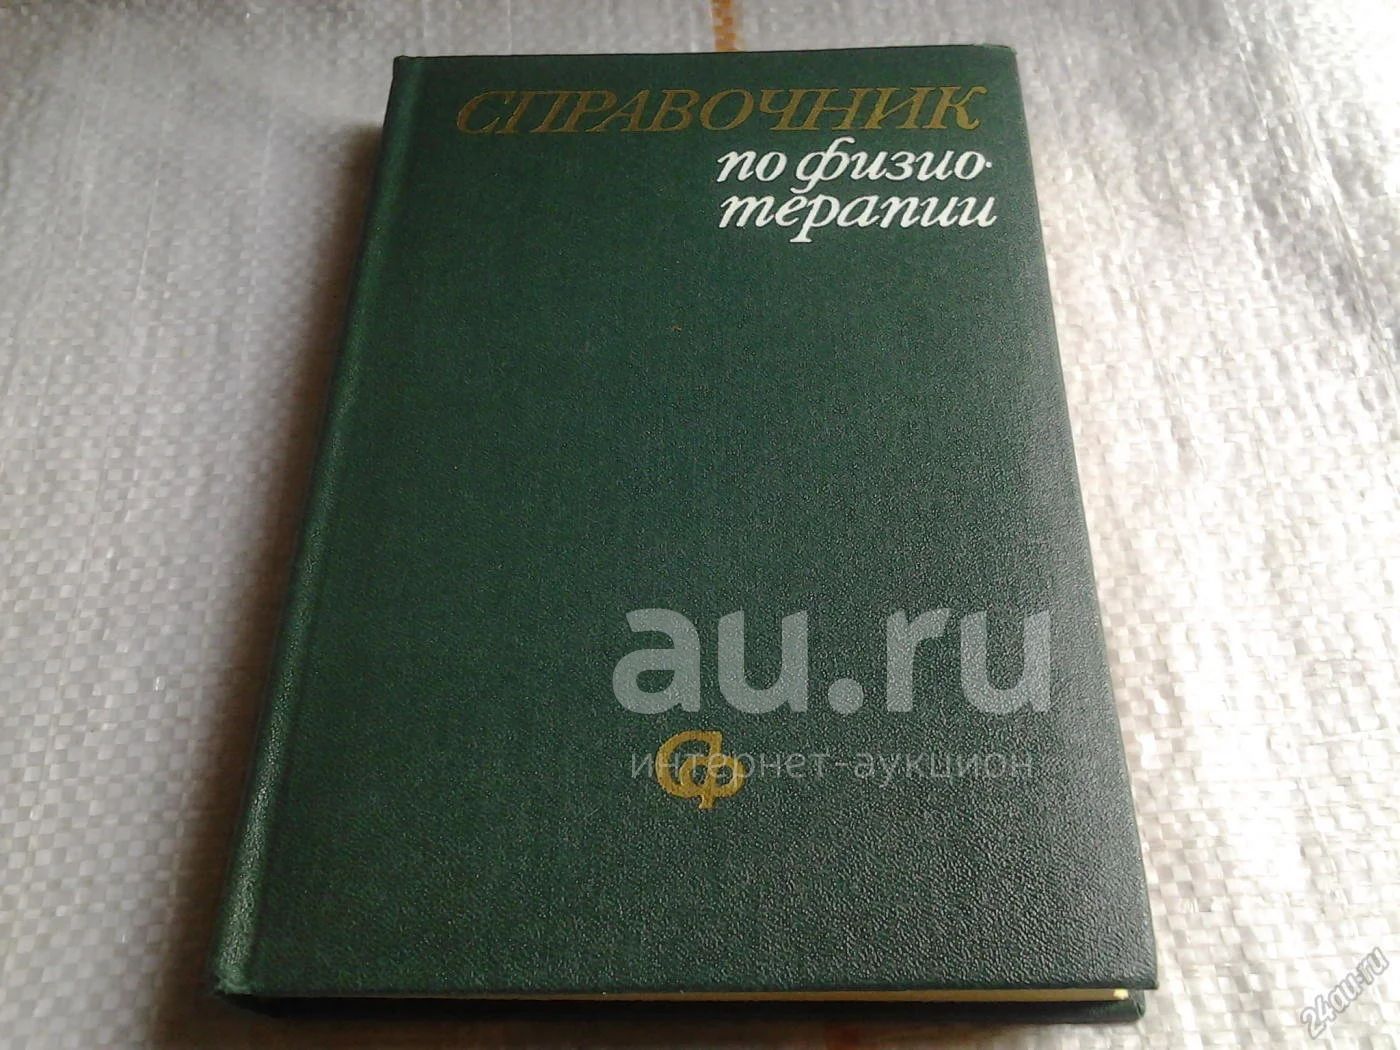 СПРАВОЧНИК
по физио-
терапии
au.ru
интернет-аукцион
СФ
24au.ru